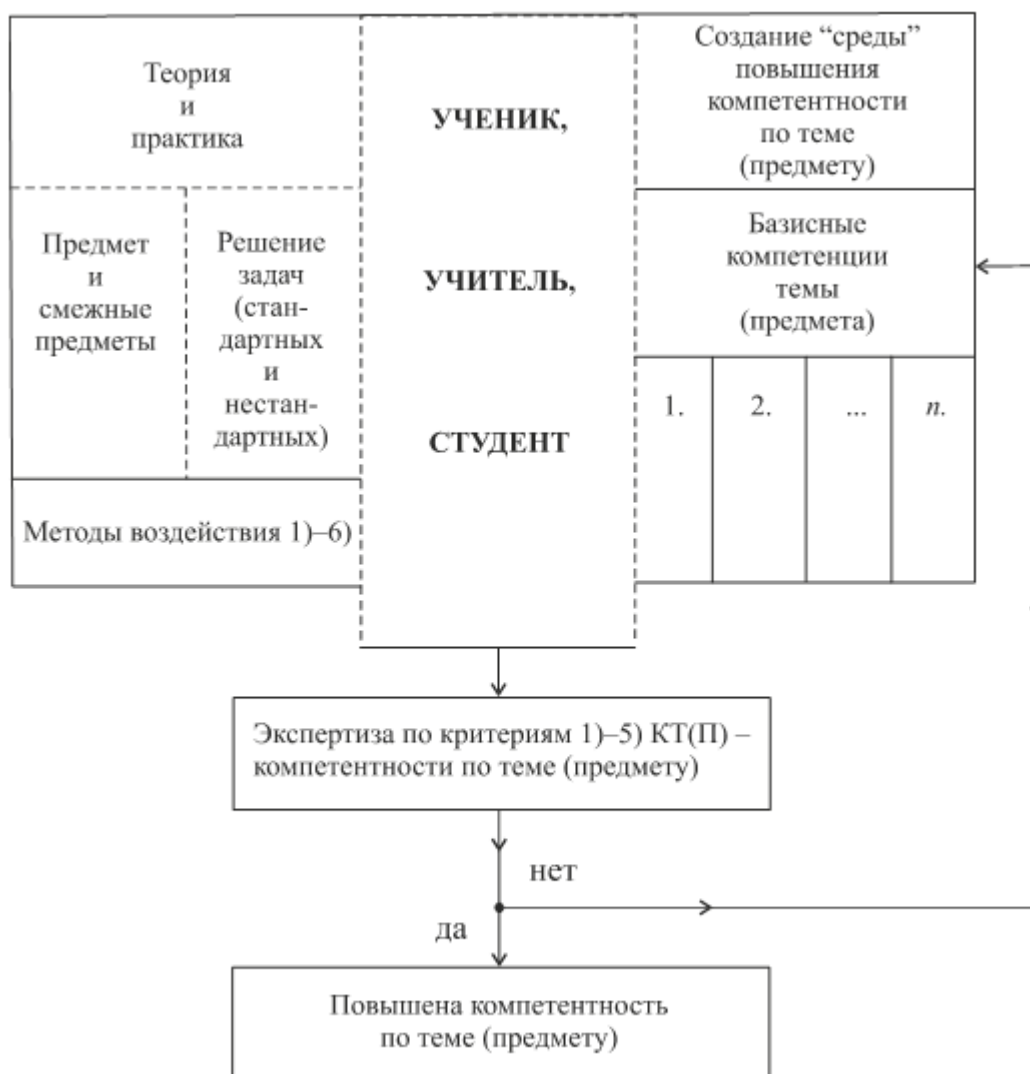 Теория
и
практика
Предмет
и
смежные
предметы
Решение
задач
(стан-
дартных
и
нестан-
дартных)
Методы воздействия 1)–6)
УЧЕНИК,
УЧИТЕЛЬ,
СТУДЕНТ
Создание “среды”
повышения
компетентности
по теме
(предмету)
Базисные
компетенции
темы
(предмета)
1. 2. ... n.
Экспертиза по критериям 1)–5) КТ(П) –
компетентности по теме (предмету)
нет
да
Повышена компетентность
по теме (предмету)